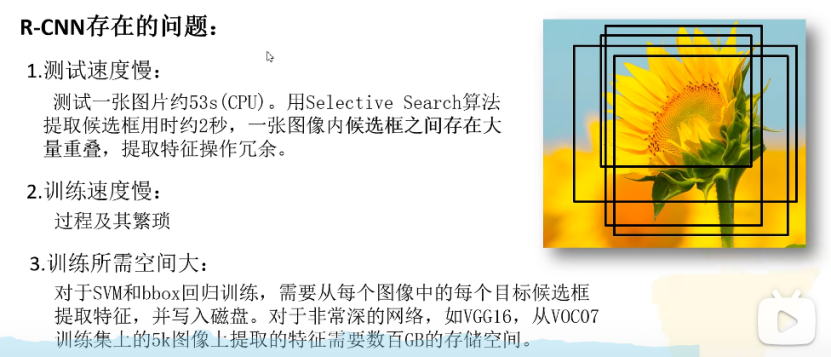 R-CNN存在的问题：
1.测试速度慢：
测试一张图片约53s(CPU)。用Selective Search算法
提取候选框用时约2秒，一张图像内候选框之间存在大
量重叠，提取特征操作冗余。
2.训练速度慢：
过程及其繁琐
3.训练所需空间大：
对于SVM和bbox回归训练，需要从每个图像中的每个目标候选框
提取特征，并写入磁盘。对于非常深的网络，如VGG16，从VOC07
训练集上的5k图像上提取的特征需要数百GB的存储空间。